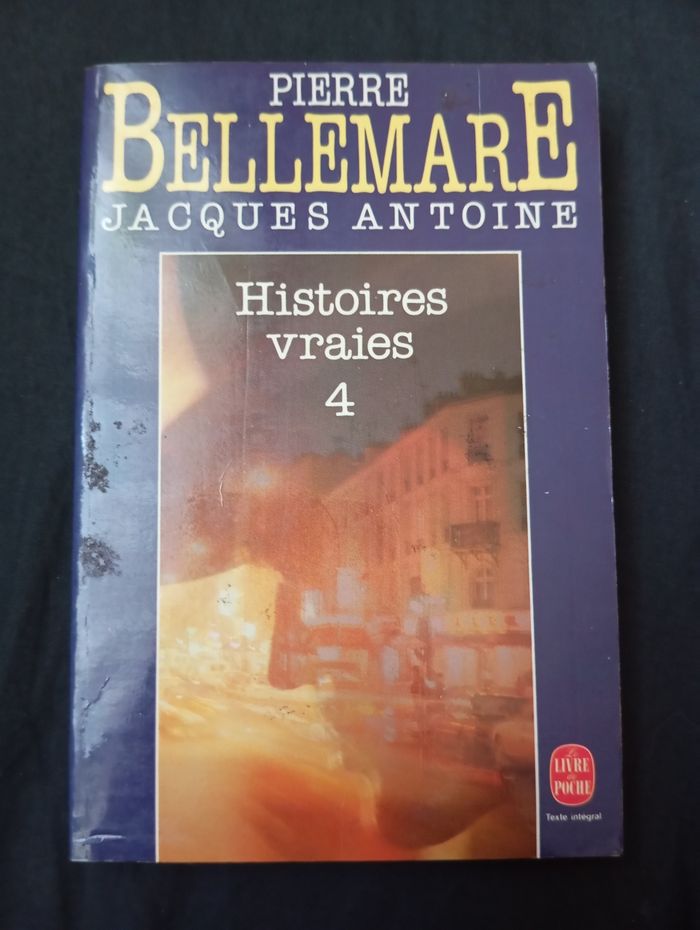 PIERRE
BELLEMARE
JACQUES ANTOINE
Histoires
vraies
4
Le
LIVRE
de
POCHE
Texte intégral